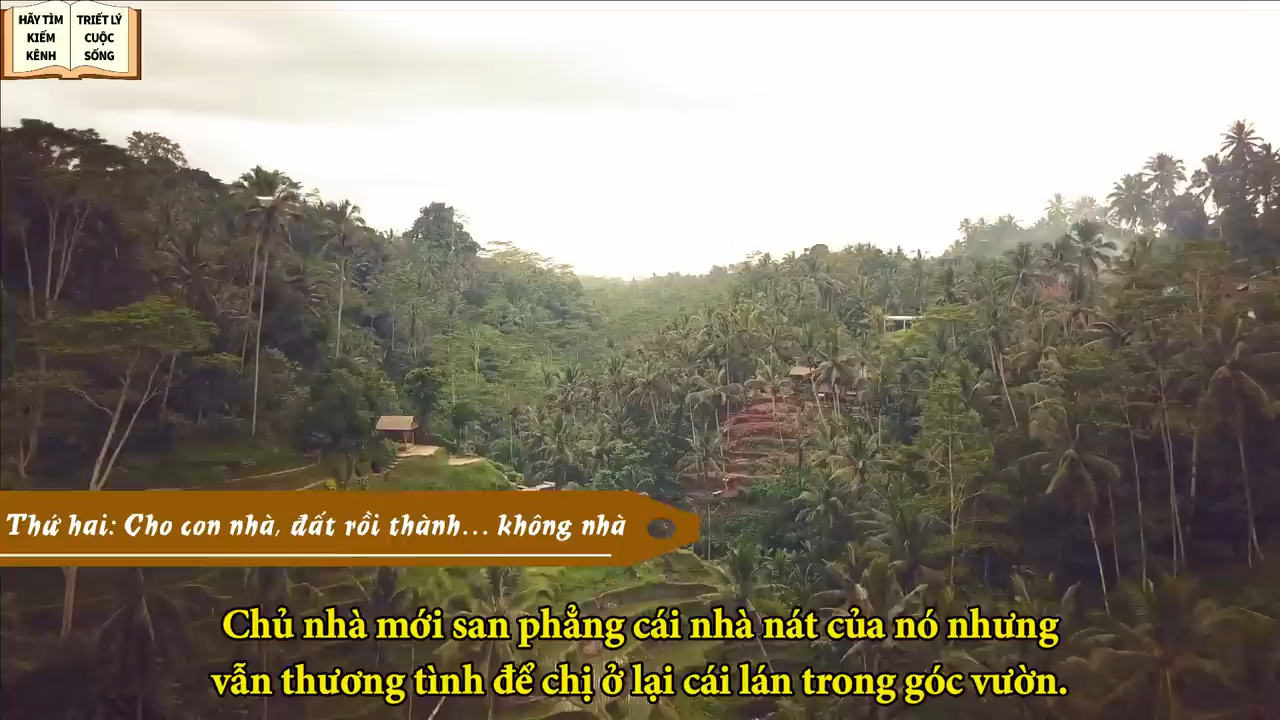 HÃY TÌM
KIẾM
KÊNH
TRIẾT LÝ
CUỘC
SỐNG
Thứ hai: Cho con nhà, đất rồi thành... không nhà
Chủ nhà mới san phẳng cái nhà nát của nó nhưng
vẫn thương tình để chị ở lại cái lán trong góc vườn.